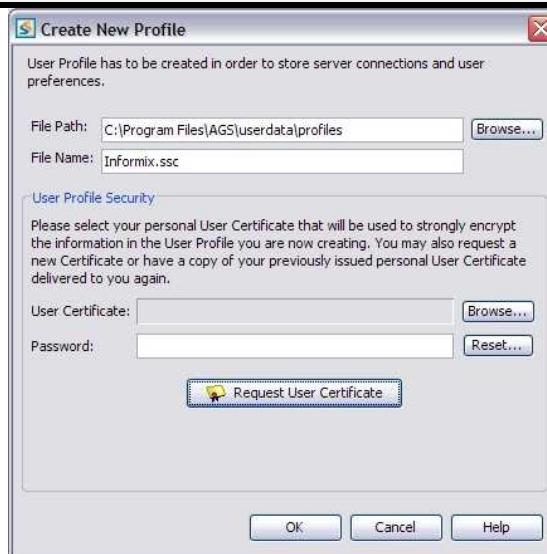 Create New Profile
User Profile has to be created in order to store server connections and user
preferences.
File Path: C:\Program Files\AGS\userdata\profiles Browse...
File Name: Informix.ssc
User Profile Security
Please select your personal User Certificate that will be used to strongly encrypt
the information in the User Profile you are now creating. You may also request a
new Certificate or have a copy of your previously issued personal User Certificate
delivered to you again.
User Certificate: Browse...
Password: Reset...
Request User Certificate
OK Cancel Help